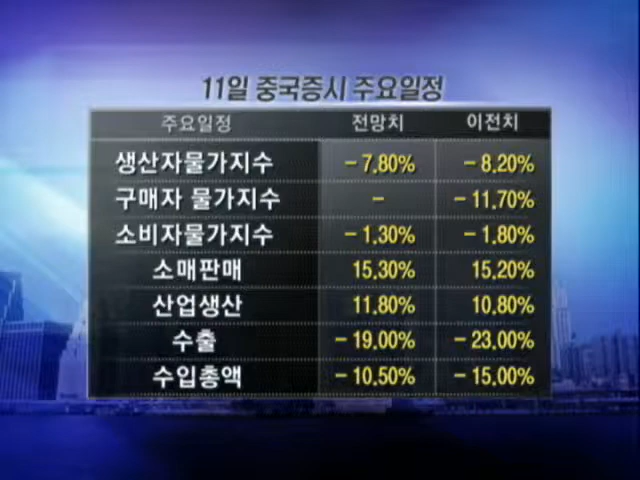 11일 중국증시 주요일정
주요일정 전망치 이전치
생산자물가지수 - 7.80% - 8.20%
구매자 물가지수 - - 11.70%
소비자물가지수 - 1.30% - 1.80%
소매판매 15.30% 15.20%
산업생산 11.80% 10.80%
수출 - 19.00% - 23.00%
수입총액 - 10.50% - 15.00%